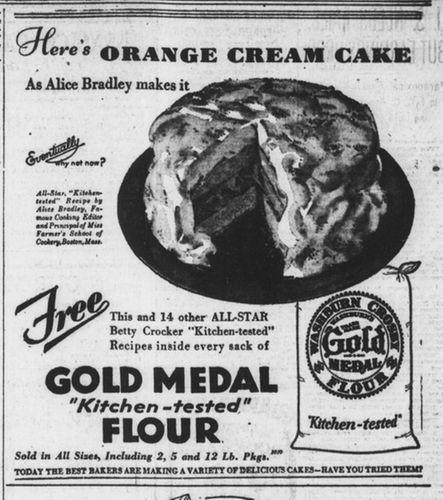 Here's ORANGE CREAM CAKE
As Alice Bradley makes it
Eventually
why not now?
All-Star, "Kitchen-
tested" Recipe by
Alice Bradley, Fa-
mous Cooking Editor
and Principal of Miss
Farmer's School of
Cookery, Boston, Mass.
Free
This and 14 other ALL-STAR
Betty Crocker "Kitchen-tested"
Recipes inside every sack of
GOLD MEDAL
"Kitchen-tested"
FLOUR
WASHBURN CROSBY
Gold
MEDAL
FLOUR
"Kitchen-tested"
Sold in All Sizes, Including 2, 5 and 12 Lb. Pkgs.
TODAY THE BEST BAKERS ARE MAKING A VARIETY OF DELICIOUS CAKES—HAVE YOU TRIED THEM?